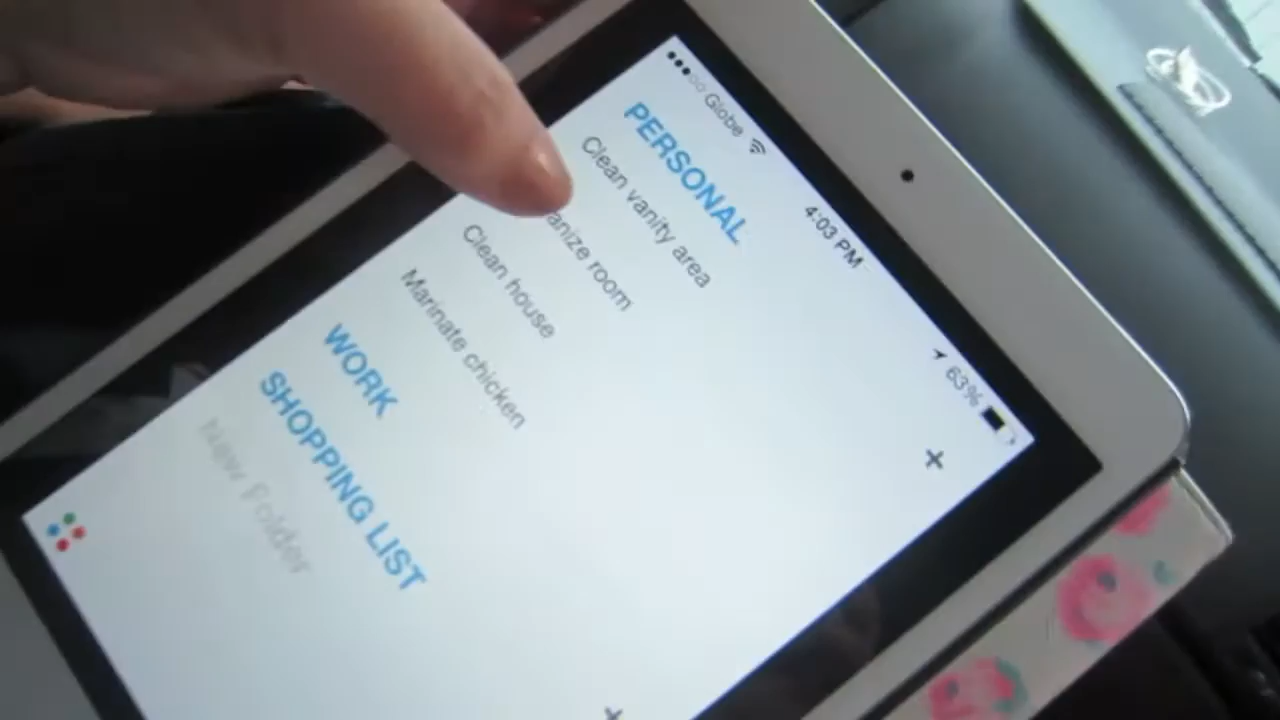 Globe 4:03 PM 63%
PERSONAL
Clean vanity area
anize room
Clean house
Marinate chicken
WORK
SHOPPING LIST
New Folder